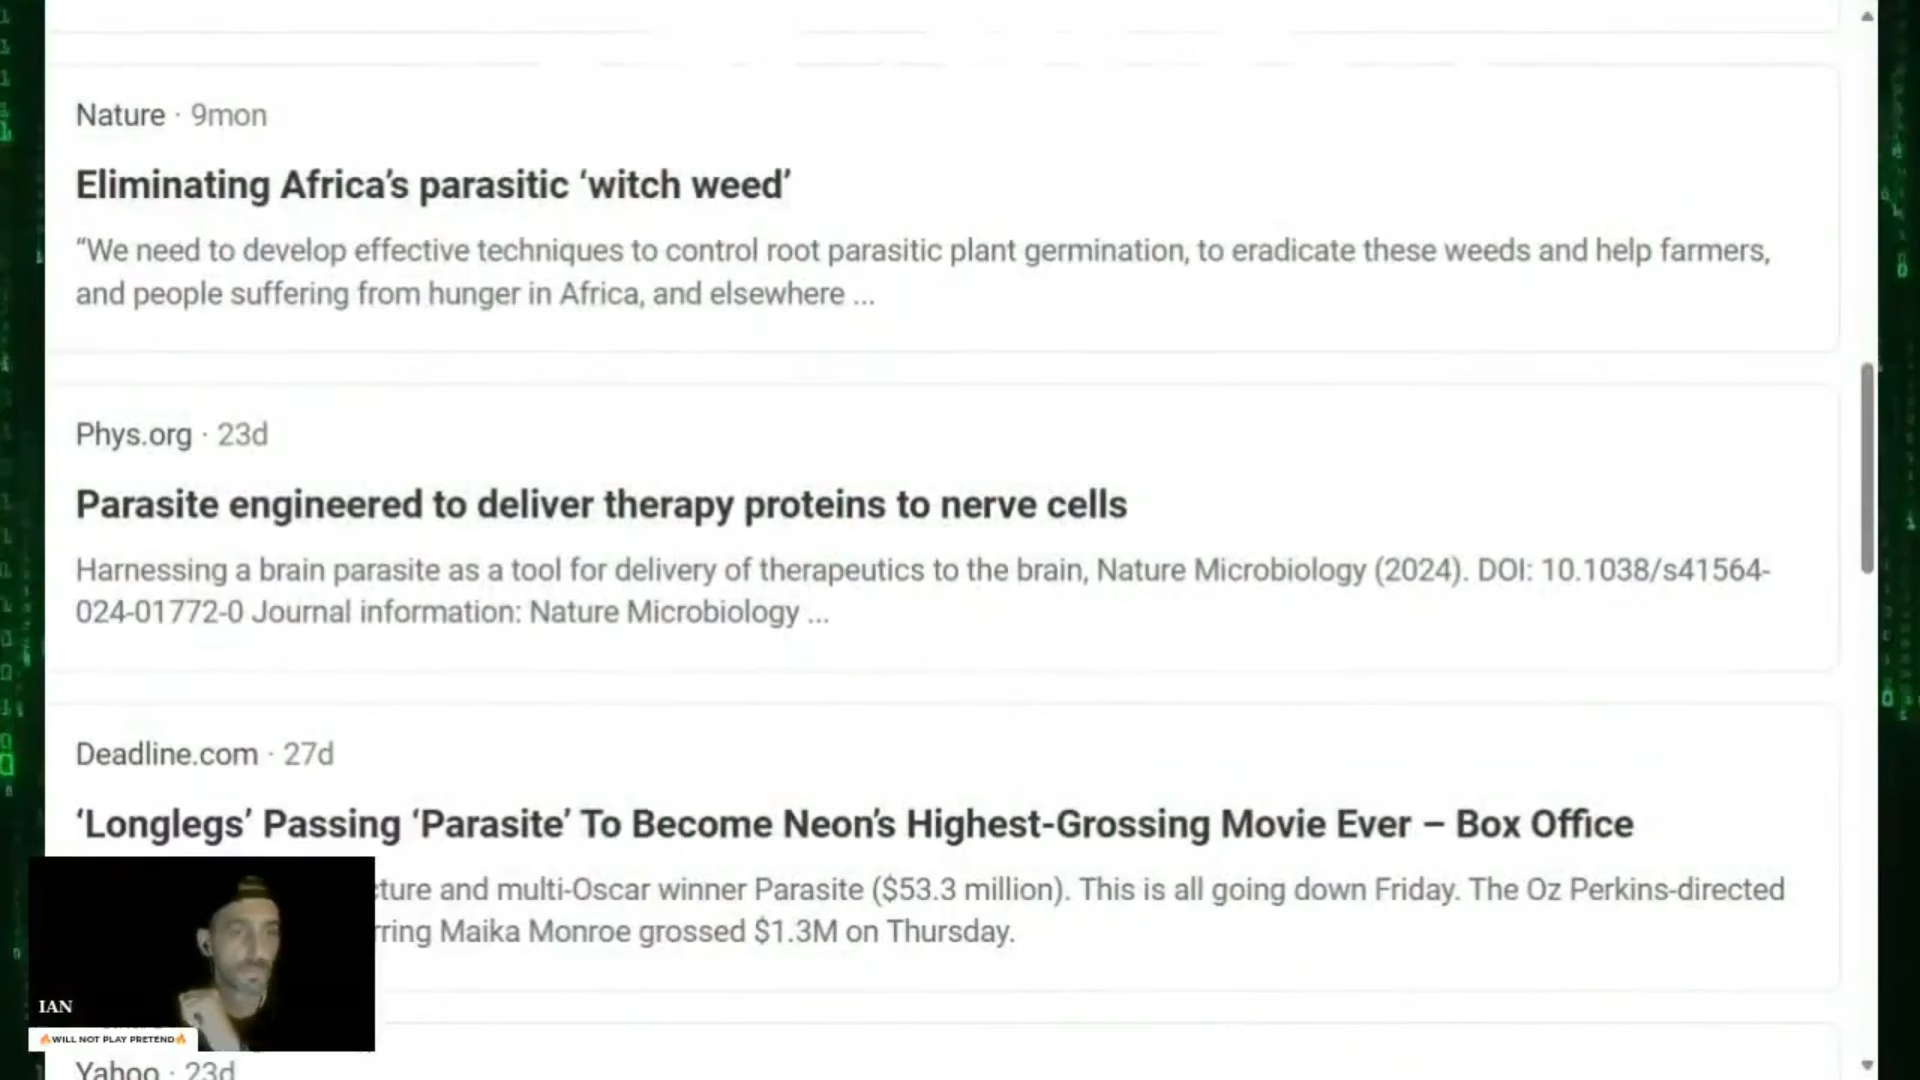 Nature · 9mon
Eliminating Africa’s parasitic ‘witch weed’
“We need to develop effective techniques to control root parasitic plant germination, to eradicate these weeds and help farmers,
and people suffering from hunger in Africa, and elsewhere ...
Phys.org · 23d
Parasite engineered to deliver therapy proteins to nerve cells
Harnessing a brain parasite as a tool for delivery of therapeutics to the brain, Nature Microbiology (2024). DOI: 10.1038/s41564-
024-01772-0 Journal information: Nature Microbiology ...
Deadline.com · 27d
‘Longlegs’ Passing ‘Parasite’ To Become Neon’s Highest-Grossing Movie Ever – Box Office
cture and multi-Oscar winner Parasite ($53.3 million). This is all going down Friday. The Oz Perkins-directed
rring Maika Monroe grossed $1.3M on Thursday.
IAN
🔥WILL NOT PLAY PRETEND🔥
Yahoo · 23d